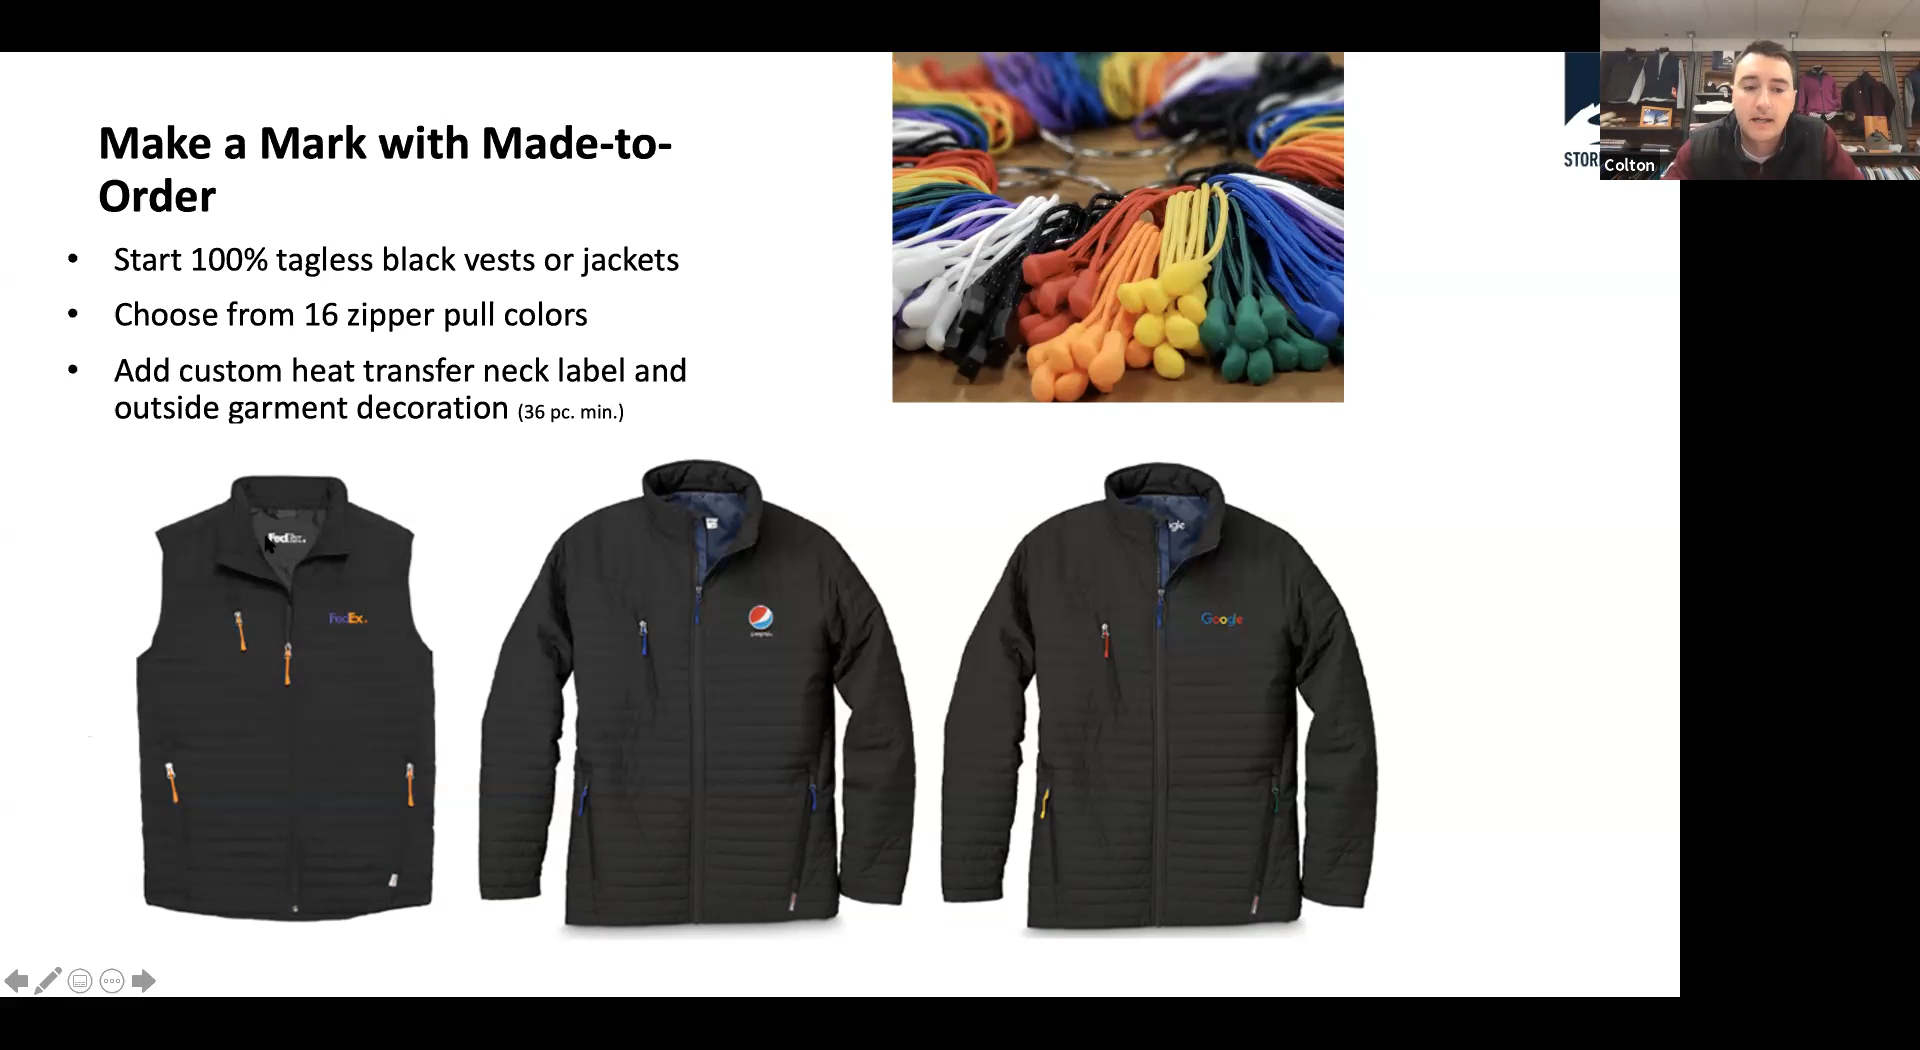 Make a Mark with Made-to-
Order
• Start 100% tagless black vests or jackets
• Choose from 16 zipper pull colors
• Add custom heat transfer neck label and
outside garment decoration (36 pc. min.)
STOR
Colton
FedEx
FedEx
Google